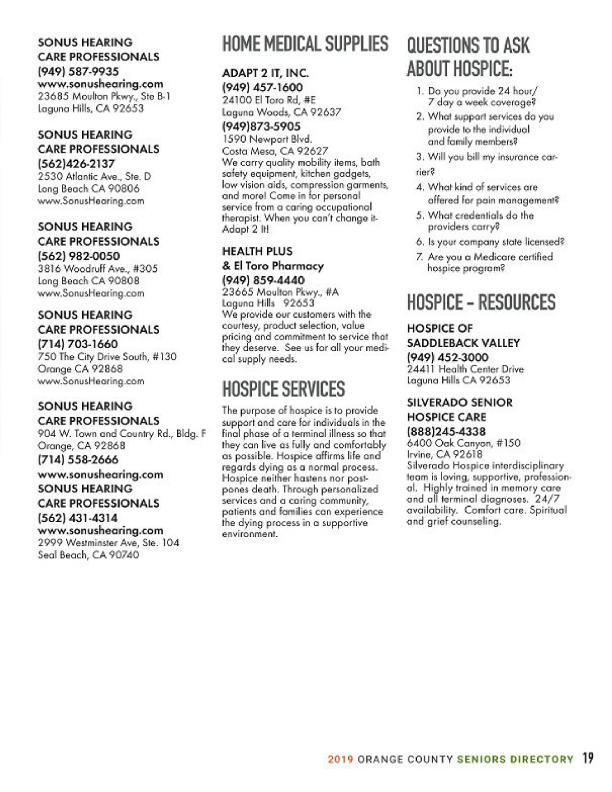 SONUS HEARING
CARE PROFESSIONALS
(949) 587-9935
www.sonushearing.com
23685 Moulton Pkwy., Ste B-1
Laguna Hills, CA 92653
SONUS HEARING
CARE PROFESSIONALS
(562)426-2137
2530 Atlantic Ave., Ste. D
Long Beach CA 90806
www.SonusHearing.com
SONUS HEARING
CARE PROFESSIONALS
(562) 982-0050
3816 Woodruff Ave., #305
Long Beach CA 90808
www.SonusHearing.com
SONUS HEARING
CARE PROFESSIONALS
(714) 703-1660
750 The City Drive South, #130
Orange CA 92868
www.SonusHearing.com
SONUS HEARING
CARE PROFESSIONALS
904 W. Town and Country Rd., Bldg. F
Orange, CA 92868
(714) 558-2666
www.sonushearing.com
SONUS HEARING
CARE PROFESSIONALS
(562) 431-4314
www.sonushearing.com
2999 Westminster Ave, Ste. 104
Seal Beach, CA 90740
HOME MEDICAL SUPPLIES
ADAPT 2 IT, INC.
(949) 457-1600
24100 El Toro Rd, #E
Laguna Woods, CA 92637
(949)873-5905
1590 Newport Blvd.
Costa Mesa, CA 92627
We carry quality mobility items, bath
safety equipment, kitchen gadgets,
low vision aids, compression garments,
and more! Come in for personal
service from a caring occupational
therapist. When you can't change it-
Adapt 2 It!
HEALTH PLUS
& El Toro Pharmacy
(949) 859-4440
23665 Moulton Pkwy., #A
Laguna Hills 92653
We provide our customers with the
courtesy, product selection, value
pricing and commitment to service that
they deserve. See us for all your medi-
cal supply needs.
HOSPICE SERVICES
The purpose of hospice is to provide
support and care for individuals in the
final phase of a terminal illness so that
they can live as fully and comfortably
as possible. Hospice affirms life and
regards dying as a normal process.
Hospice neither hastens nor post-
pones death. Through personalized
services and a caring community,
patients and families can experience
the dying process in a supportive
environment.
QUESTIONS TO ASK
ABOUT HOSPICE:
1. Do you provide 24 hour/
7 day a week coverage?
2. What support services do you
provide to the individual
and family members?
3. Will you bill my insurance car-
rier?
4. What kind of services are
offered for pain management?
5. What credentials do the
providers carry?
6. Is your company state licensed?
7. Are you a Medicare certified
hospice program?
HOSPICE - RESOURCES
HOSPICE OF
SADDLEBACK VALLEY
(949) 452-3000
24411 Health Center Drive
Laguna Hills CA 92653
SILVERADO SENIOR
HOSPICE CARE
(888)245-4338
6400 Oak Canyon, #150
Irvine, CA 92618
Silverado Hospice interdisciplinary
team is loving, supportive, profession-
al. Highly trained in memory care
and all terminal diagnoses. 24/7
availability. Comfort care. Spiritual
and grief counseling.
2019 ORANGE COUNTY SENIORS DIRECTORY 19